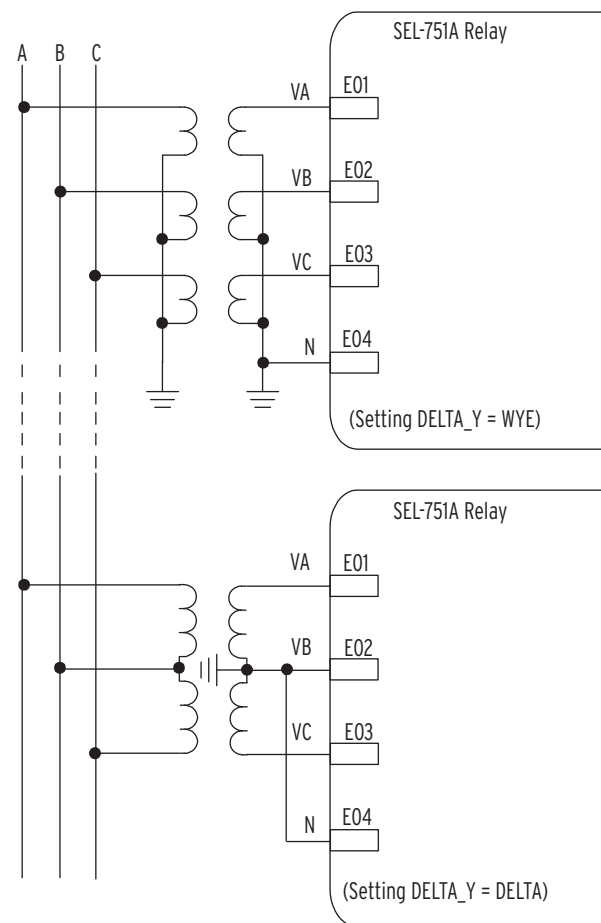 SEL-751A Relay
A B C
VA E01
VB E02
VC E03
N E04
(Setting DELTA_Y = WYE)
SEL-751A Relay
VA E01
VB E02
VC E03
N E04
(Setting DELTA_Y = DELTA)